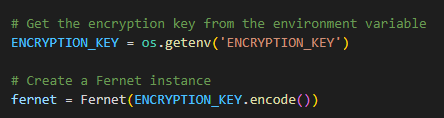 # Get the encryption key from the environment variable
ENCRYPTION_KEY = os.getenv('ENCRYPTION_KEY')
# Create a Fernet instance
fernet = Fernet(ENCRYPTION_KEY.encode())